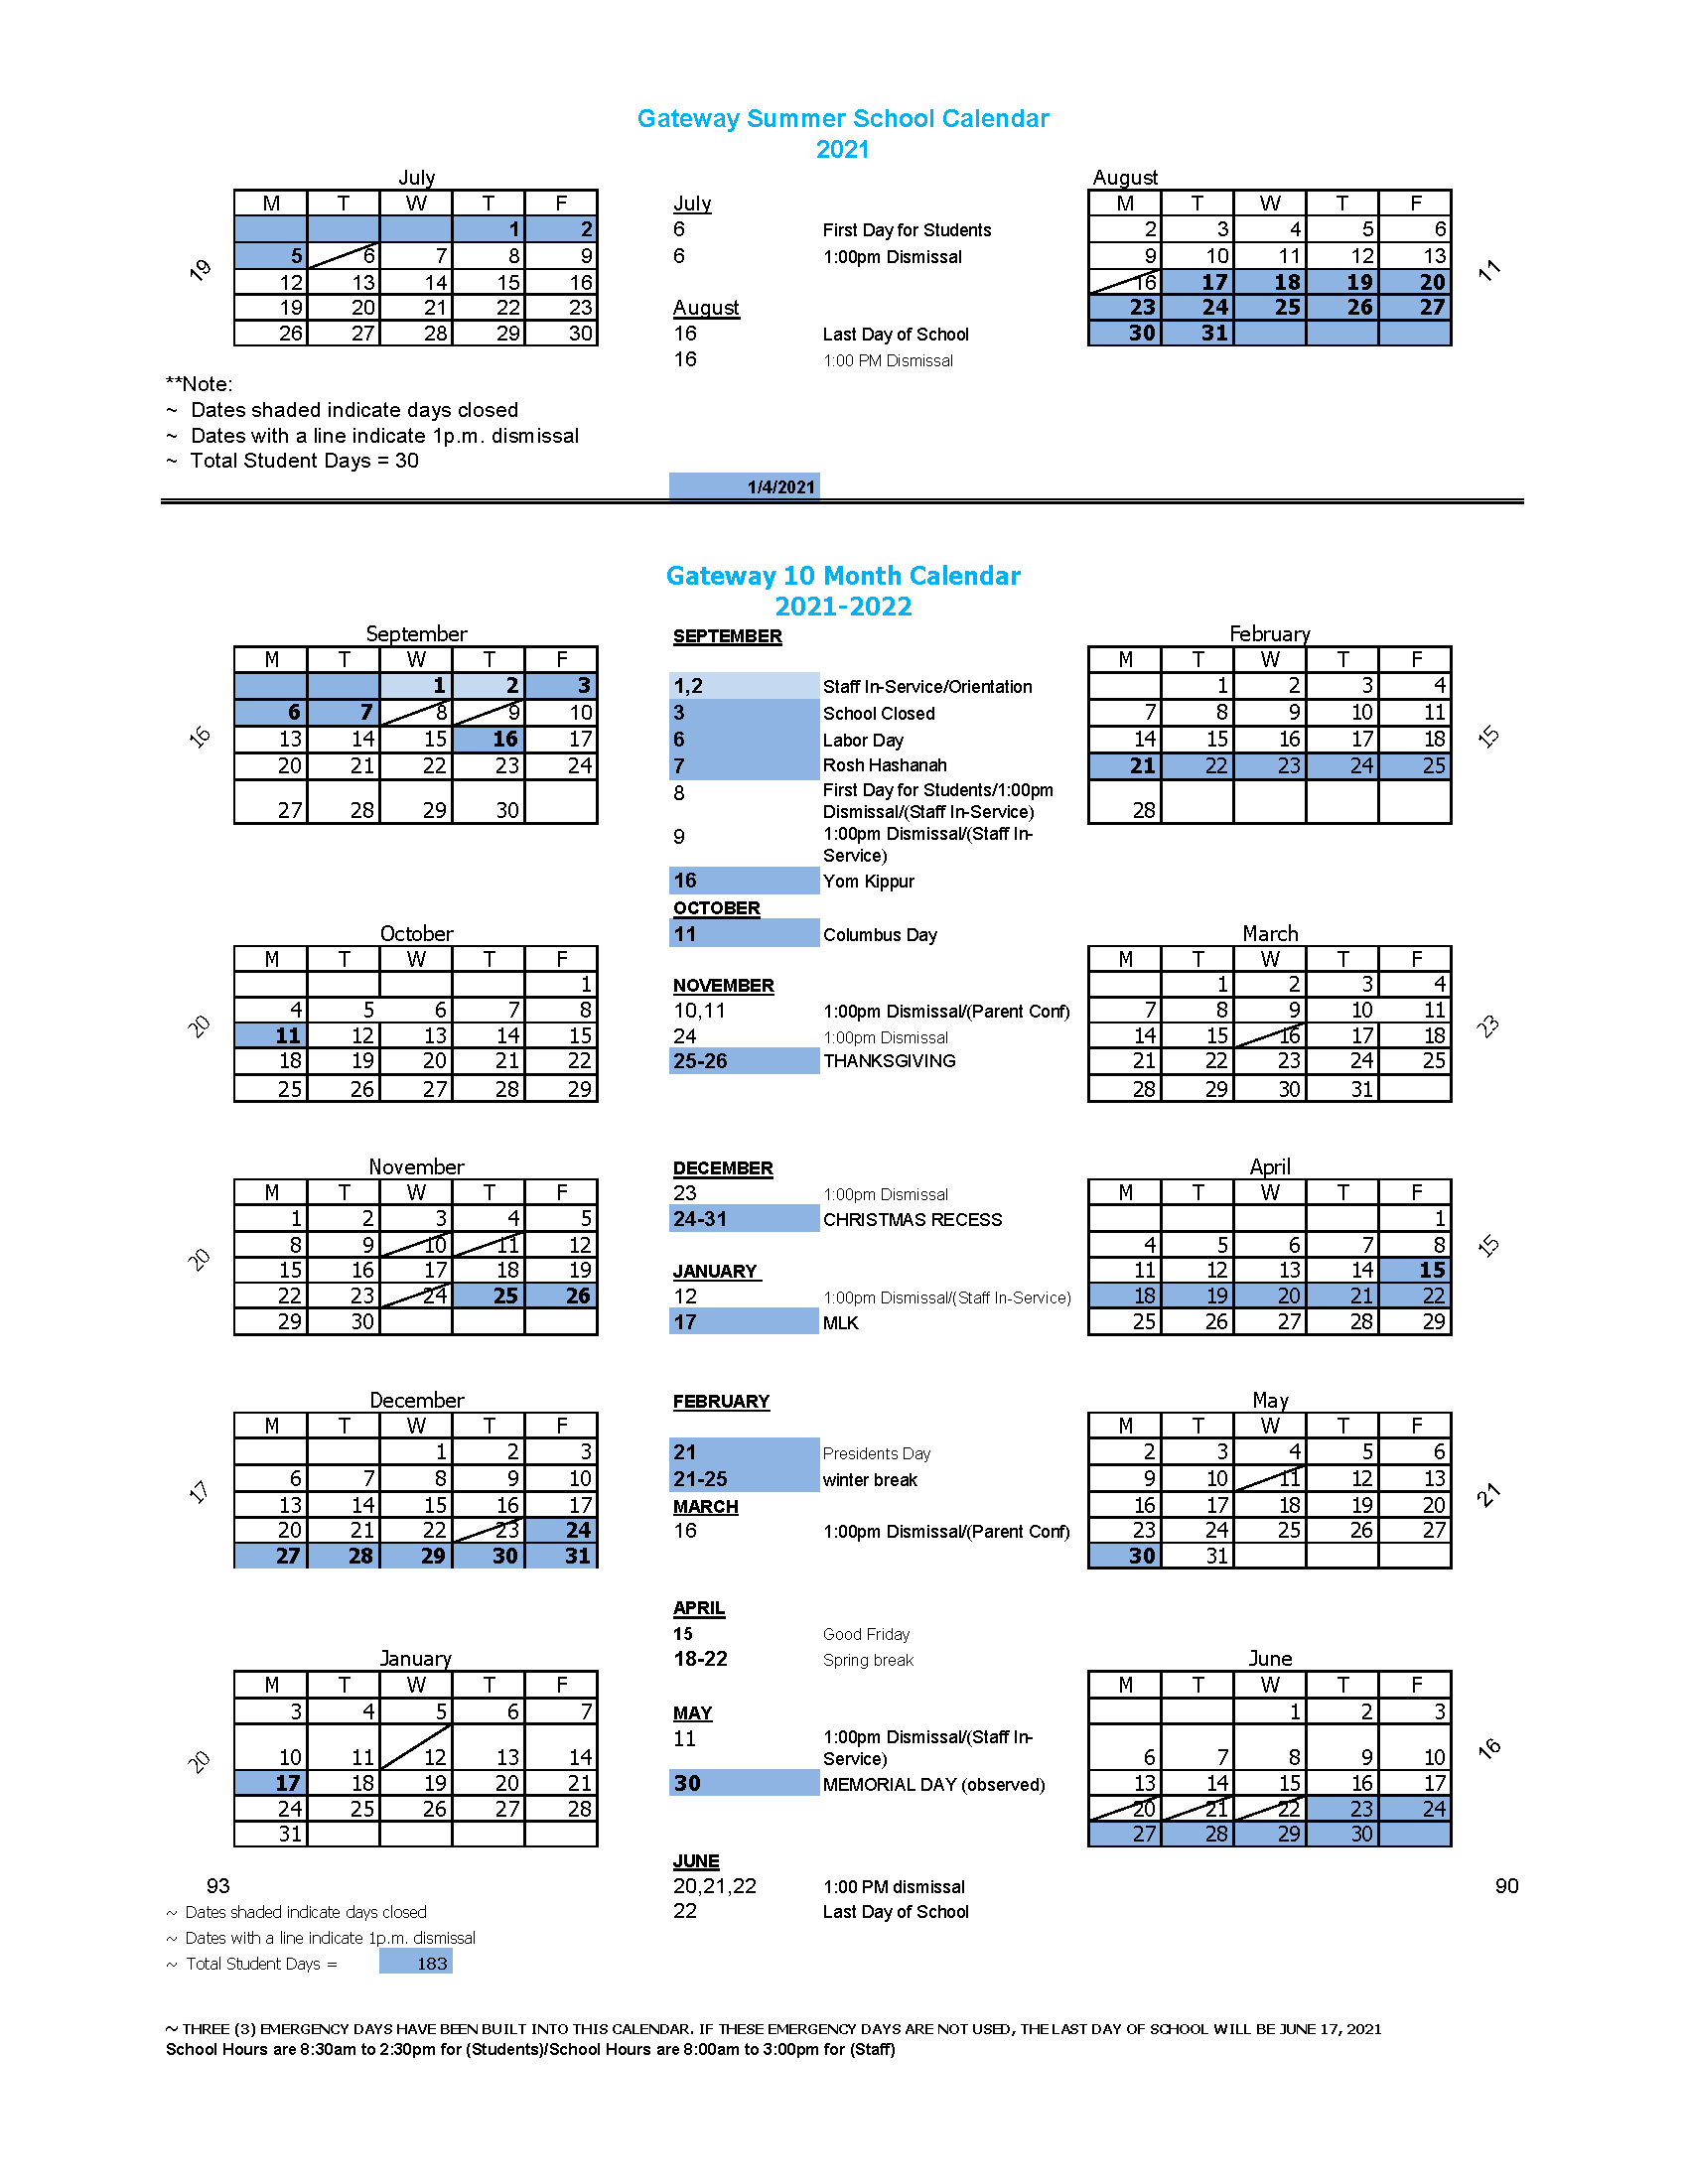 Gateway Summer School Calendar
2021
July
M T W T F
1 2
5 6 7 8 9
12 13 14 15 16
19 20 21 22 23
26 27 28 29 30
19
July
6 First Day for Students
6 1:00pm Dismissal
August
16 Last Day of School
16 1:00 PM Dismissal
August
M T W T F
2 3 4 5 6
9 10 11 12 13
16 17 18 19 20
23 24 25 26 27
30 31
11
**Note:
~ Dates shaded indicate days closed
~ Dates with a line indicate 1p.m. dismissal
~ Total Student Days = 30
1/4/2021
Gateway 10 Month Calendar
2021-2022
September
M T W T F
1 2 3
6 7 8 9 10
13 14 15 16 17
20 21 22 23 24
27 28 29 30
16
SEPTEMBER
1,2 Staff In-Service/Orientation
3 School Closed
6 Labor Day
7 Rosh Hashanah
8 First Day for Students/1:00pm
Dismissal/(Staff In-Service)
9 1:00pm Dismissal/(Staff In-
Service)
16 Yom Kippur
February
M T W T F
1 2 3 4
7 8 9 10 11
14 15 16 17 18
21 22 23 24 25
28
15
October
M T W T F
1
4 5 6 7 8
11 12 13 14 15
18 19 20 21 22
25 26 27 28 29
20
OCTOBER
11 Columbus Day
NOVEMBER
10,11 1:00pm Dismissal/(Parent Conf)
24 1:00pm Dismissal
25-26 THANKSGIVING
March
M T W T F
1 2 3 4
7 8 9 10 11
14 15 16 17 18
21 22 23 24 25
28 29 30 31
23
November
M T W T F
1 2 3 4 5
8 9 10 11 12
15 16 17 18 19
22 23 24 25 26
29 30
20
DECEMBER
23 1:00pm Dismissal
24-31 CHRISTMAS RECESS
JANUARY
12 1:00pm Dismissal/(Staff In-Service)
17 MLK
April
M T W T F
1
4 5 6 7 8
11 12 13 14 15
18 19 20 21 22
25 26 27 28 29
15
December
M T W T F
1 2 3
6 7 8 9 10
13 14 15 16 17
20 21 22 23 24
27 28 29 30 31
17
FEBRUARY
21 Presidents Day
21-25 winter break
MARCH
16 1:00pm Dismissal/(Parent Conf)
May
M T W T F
2 3 4 5 6
9 10 11 12 13
16 17 18 19 20
23 24 25 26 27
30 31
21
January
M T W T F
3 4 5 6 7
10 11 12 13 14
17 18 19 20 21
24 25 26 27 28
31
20
APRIL
15 Good Friday
18-22 Spring break
MAY
11 1:00pm Dismissal/(Staff In-
Service)
30 MEMORIAL DAY (observed)
JUNE
20,21,22 1:00 PM dismissal
22 Last Day of School
June
M T W T F
1 2 3
6 7 8 9 10
13 14 15 16 17
20 21 22 23 24
27 28 29 30
16
93
90
~ Dates shaded indicate days closed
~ Dates with a line indicate 1p.m. dismissal
~ Total Student Days = 183
~ THREE (3) EMERGENCY DAYS HAVE BEEN BUILT INTO THIS CALENDAR. IF THESE EMERGENCY DAYS ARE NOT USED, THE LAST DAY OF SCHOOL WILL BE JUNE 17, 2021
School Hours are 8:30am to 2:30pm for (Students)/School Hours are 8:00am to 3:00pm for (Staff)